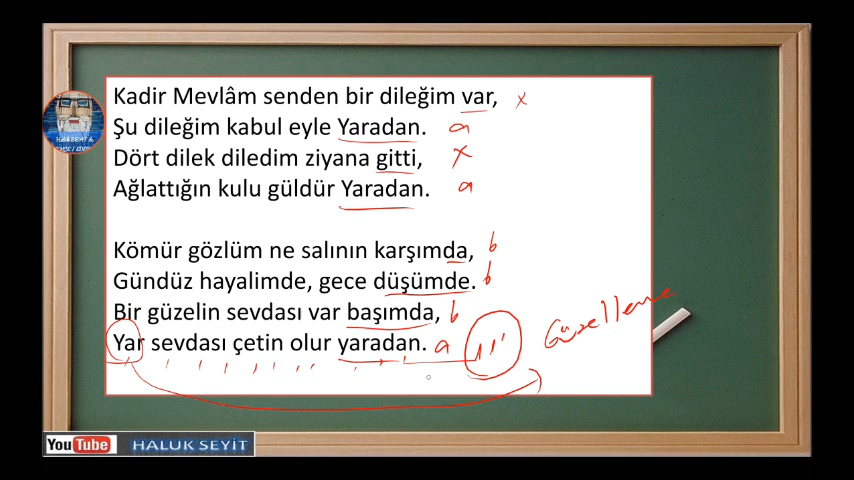 Kadir Mevlâm senden bir dileğim var, x
Şu dileğim kabul eyle Yaradan. a
Dört dilek diledim ziyana gitti, x
Ağlattığın kulu güldür Yaradan. a
Kömür gözlüm ne salının karşımda, b
Gündüz hayalimde, gece düşümde. b
Bir güzelin sevdası var başımda, b
Yar sevdası çetin olur yaradan. a 11'
Güzelleme
YouTube HALUK SEYİT